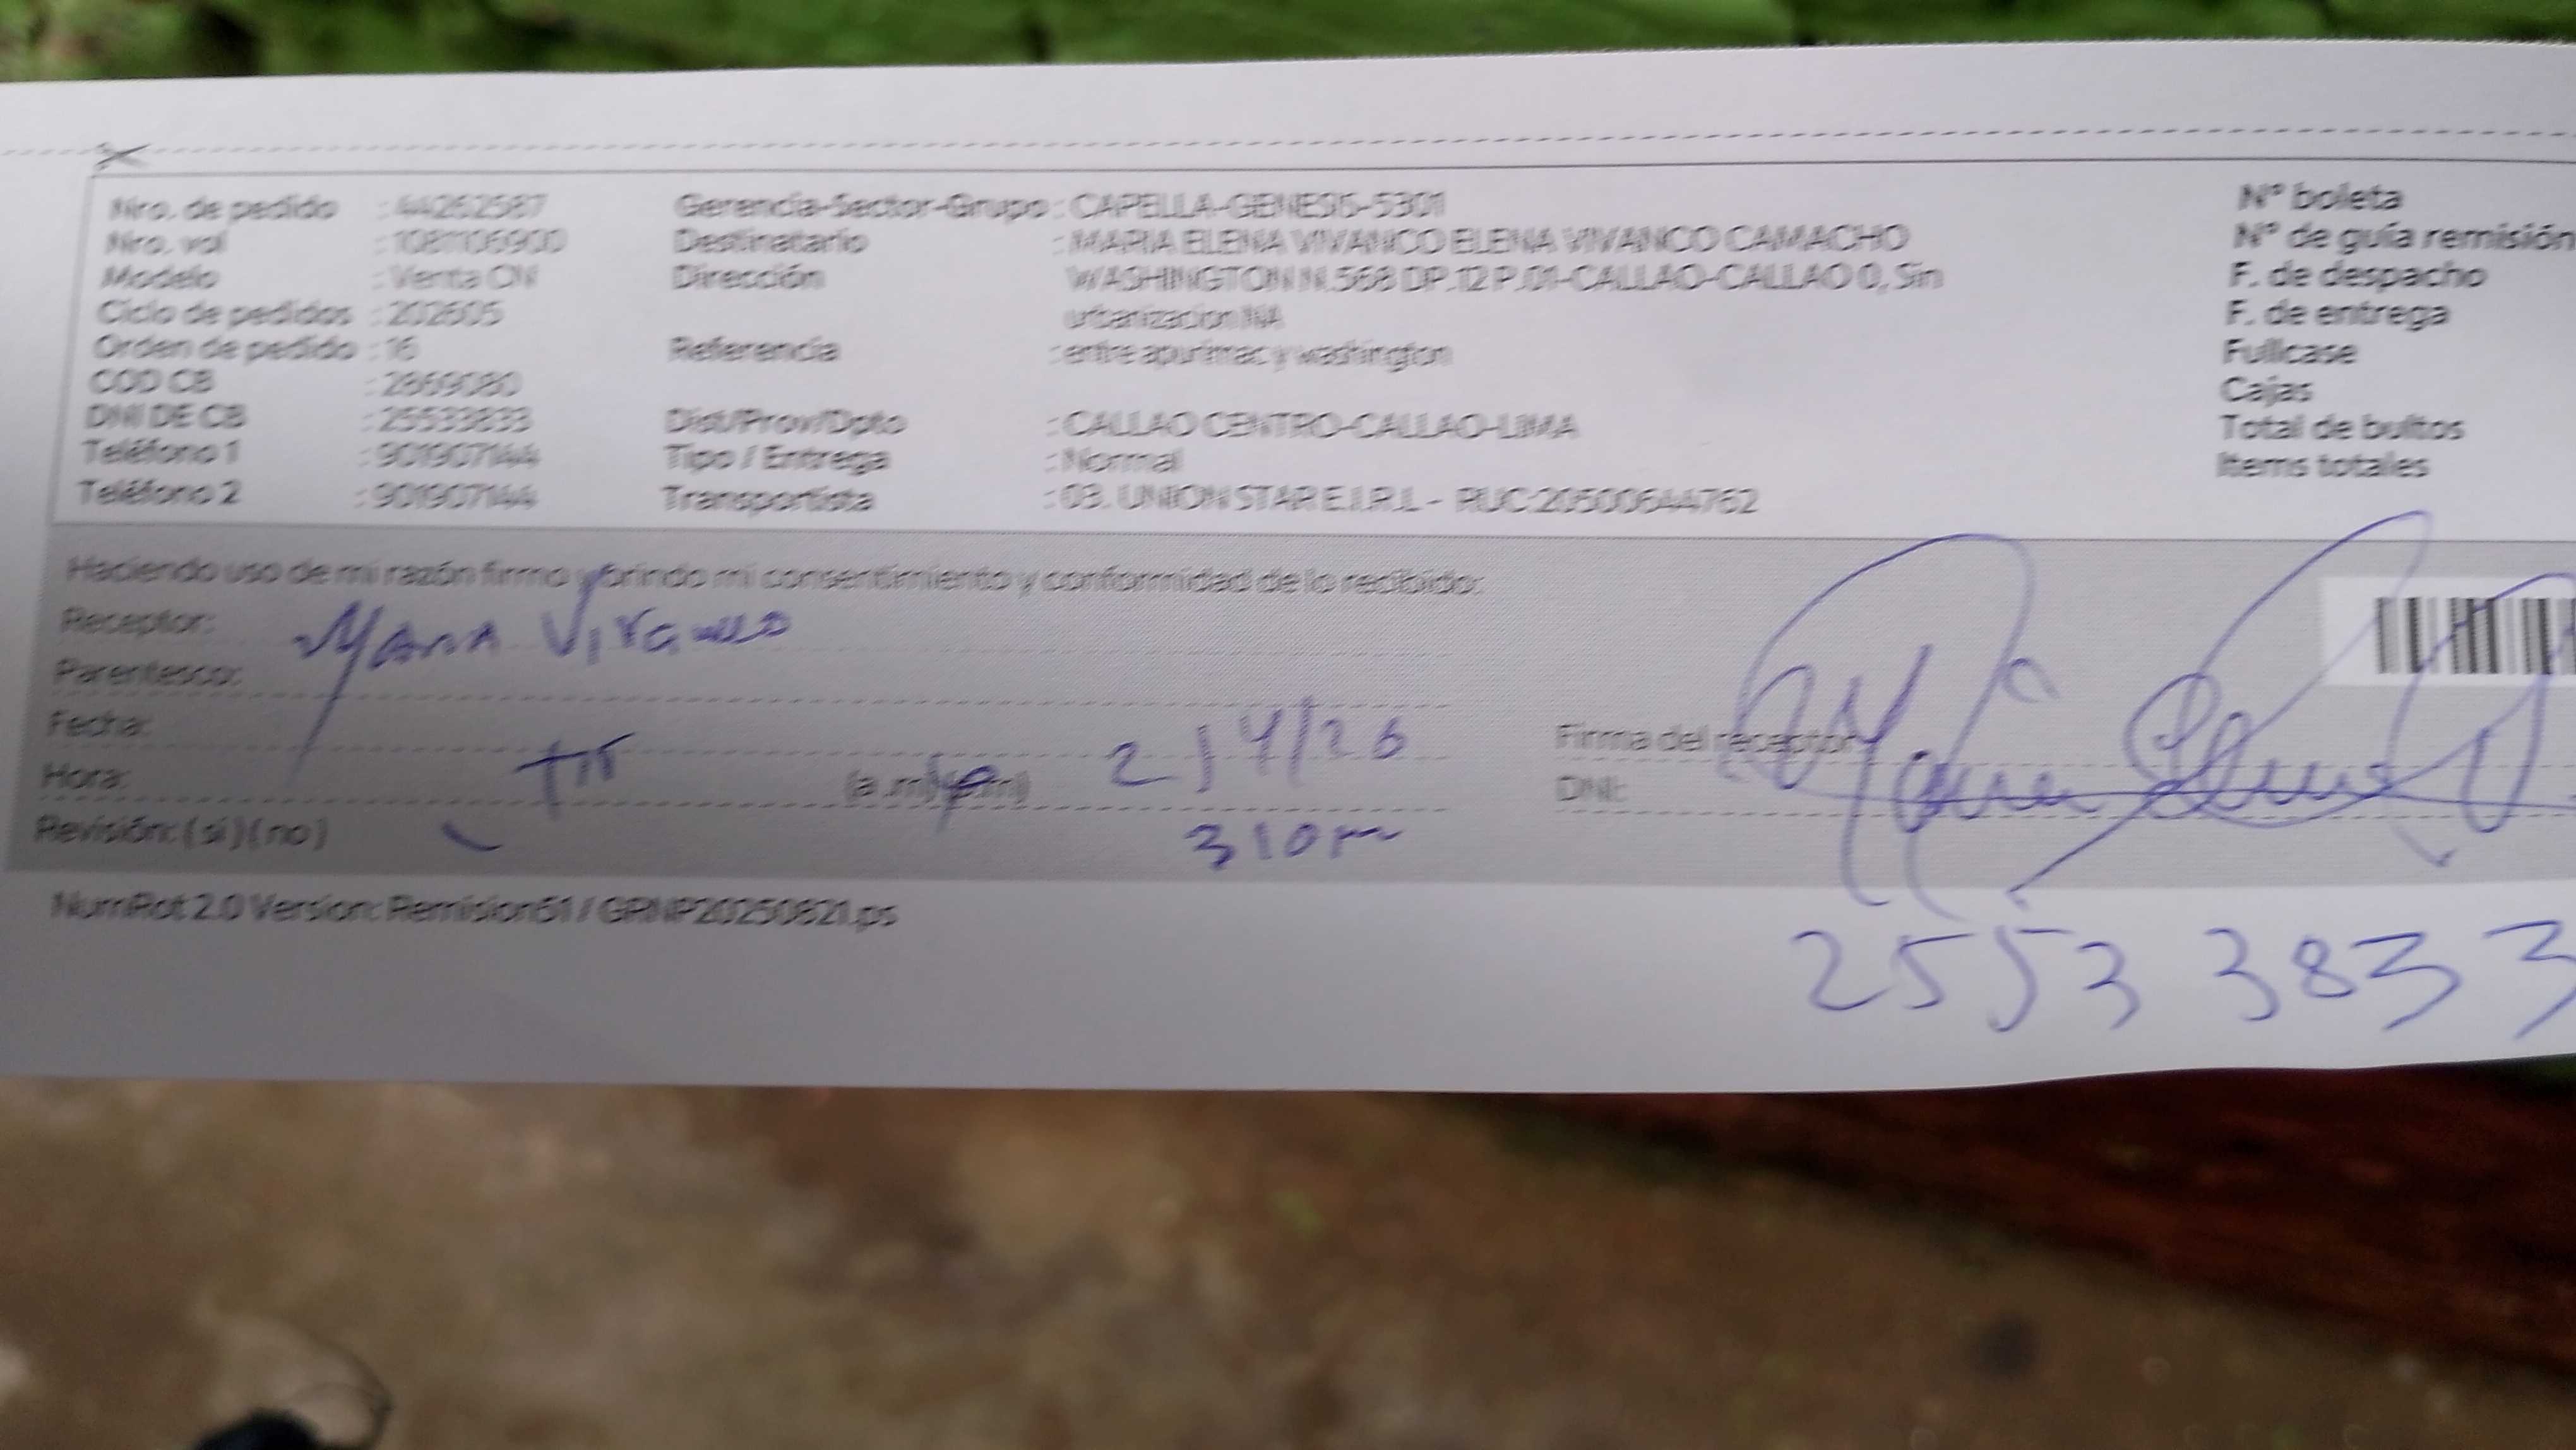 Nro. de pedido : 44262587 Gerencia-Sector-Grupo : CAPELLA-GENESIS-5301 N° boleta
Nro. vol : 1081106900 Destinatario : MARIA ELENA VIVANCO ELENA VIVANCO CAMACHO N° de guía remisión
Modelo : Venta CN Dirección WASHINGTON N.568 DP.12 P.01-CALLAO-CALLAO 0, Sin F. de despacho
Ciclo de pedidos : 202605 urbanizacion NA F. de entrega
Orden de pedido : 16 Referencia : entre apurimac y washington Fullcase
COD CB : 2869080 Cajas
DNI DE CB : 25533833 Dist/Prov/Dpto : CALLAO CENTRO-CALLAO-LIMA Total de bultos
Teléfono 1 : 901907144 Tipo / Entrega : Normal Items totales
Teléfono 2 : 901907144 Transportista : 03. UNION STAR E.I.R.L - RUC:20500644762
Haciendo uso de mi razón firmo y brindo mi consentimiento y conformidad de lo recibido:
Receptor: Maria Vivanco
Parentesco:
Fecha: 2/4/26 Firma del receptor: Maria Elena
Hora: (a.m)(p.m) DNI:
Revisión: ( si ) ( no ) 310 pm
NumRot 2.0 Version: Remision51 / GRNP20250821.ps
2553 3833